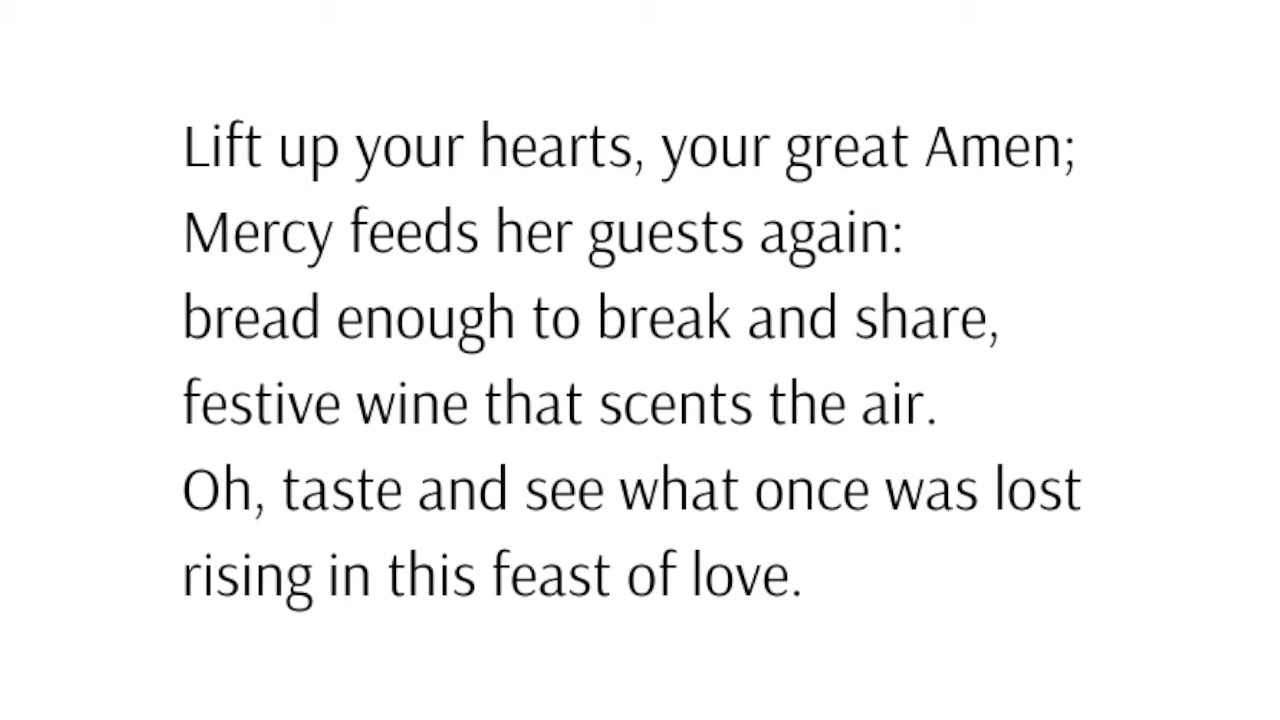 Lift up your hearts, your great Amen;
Mercy feeds her guests again:
bread enough to break and share,
festive wine that scents the air.
Oh, taste and see what once was lost
rising in this feast of love.